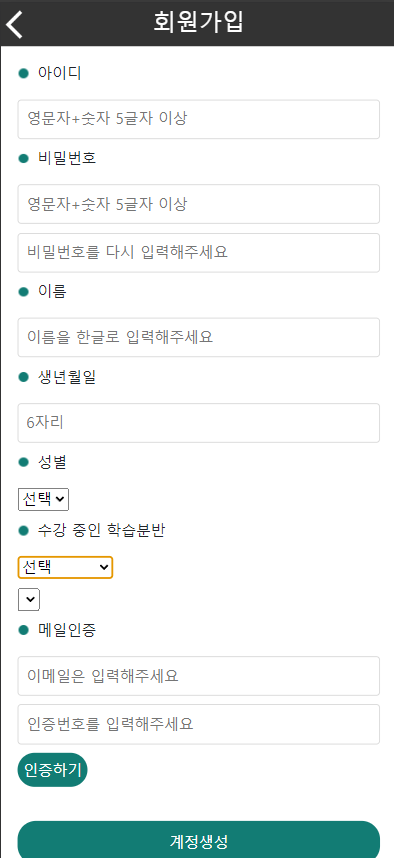 회원가입
아이디
영문자+숫자 5글자 이상
비밀번호
영문자+숫자 5글자 이상
비밀번호를 다시 입력해주세요
이름
이름을 한글로 입력해주세요
생년월일
6자리
성별
선택
수강 중인 학습분반
선택
메일인증
이메일은 입력해주세요
인증번호를 입력해주세요
인증하기
계정생성